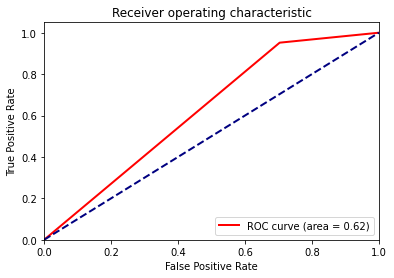 Receiver operating characteristic
True Positive Rate
1.0
0.8
0.6
0.4
0.2
0.0
ROC curve (area = 0.62)
0.0 0.2 0.4 0.6 0.8 1.0
False Positive Rate